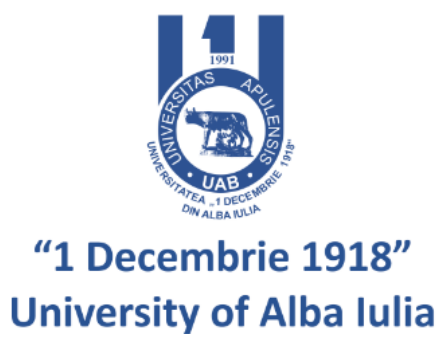 1991
UNIVERSITAS APULENSIS
· UAB ·
UNIVERSITATEA „1 DECEMBRIE 1918”
DIN ALBA IULIA
“1 Decembrie 1918”
University of Alba Iulia